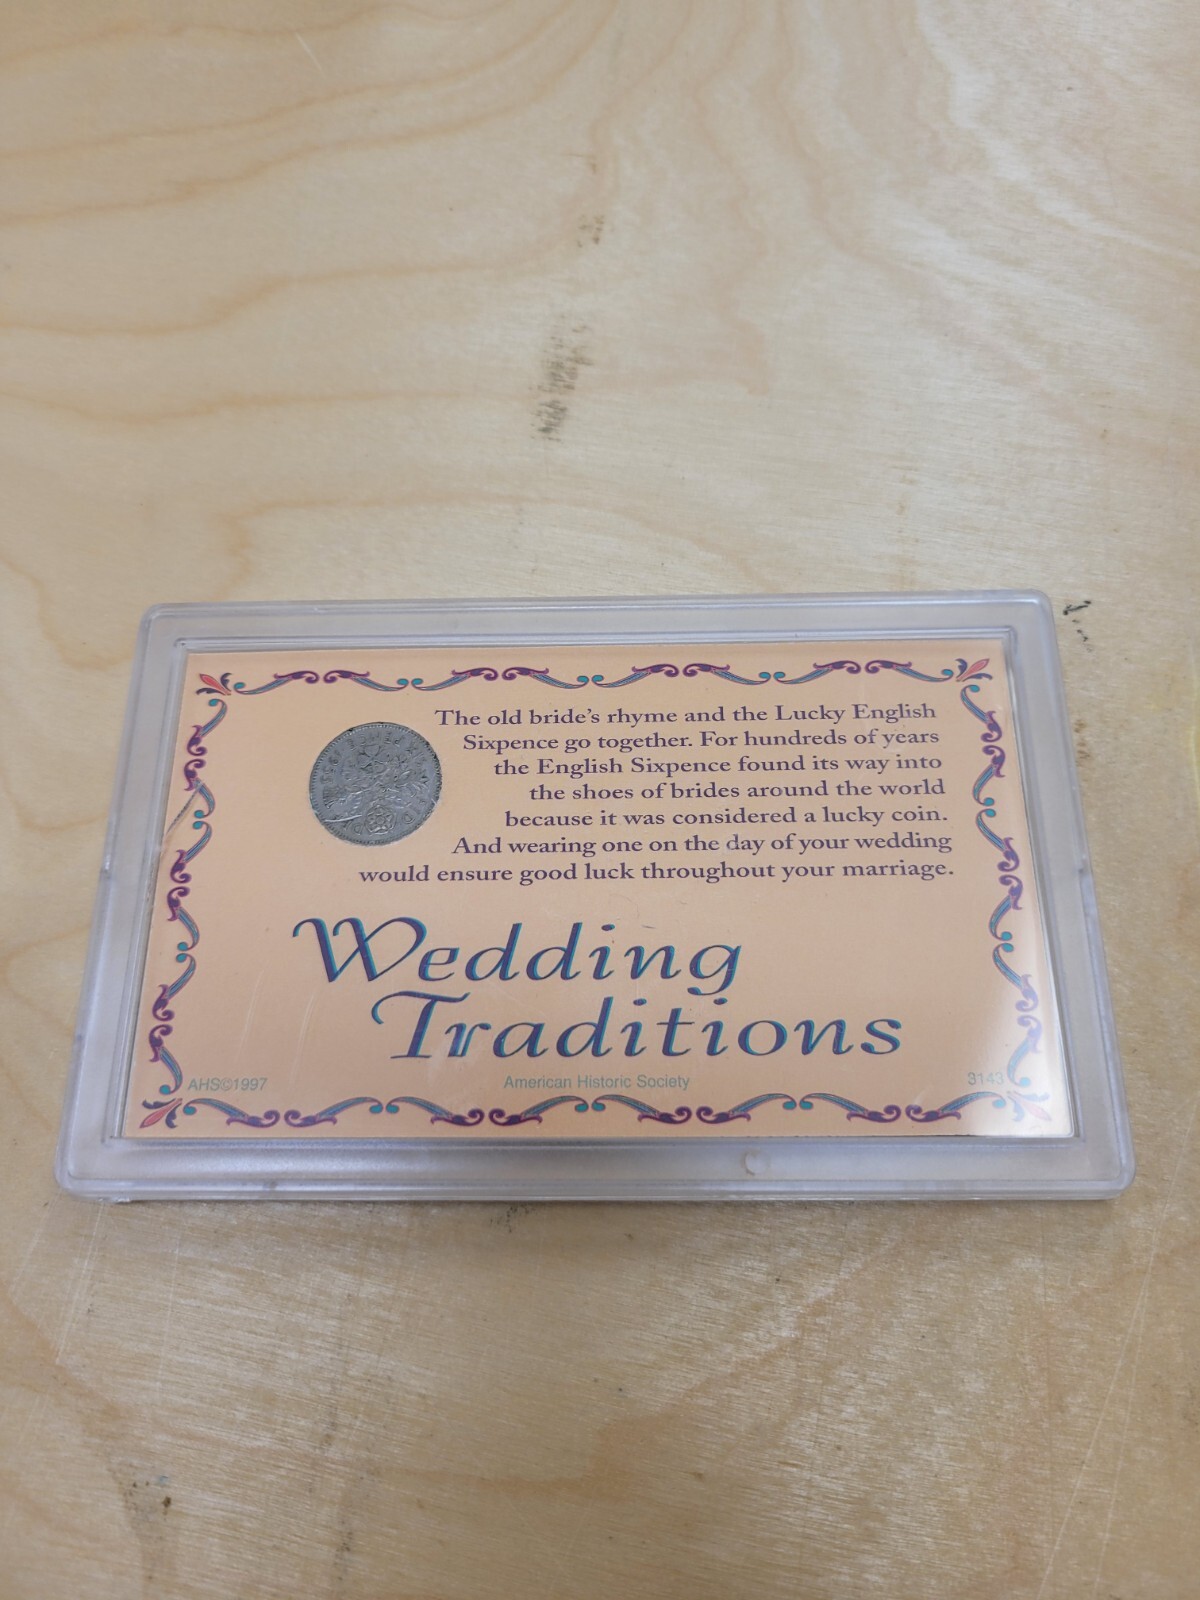 The old bride's rhyme and the Lucky English
Sixpence go together. For hundreds of years
the English Sixpence found its way into
the shoes of brides around the world
because it was considered a lucky coin.
And wearing one on the day of your wedding
would ensure good luck throughout your marriage.
Wedding
Traditions
AHS©1997
American Historic Society
3143